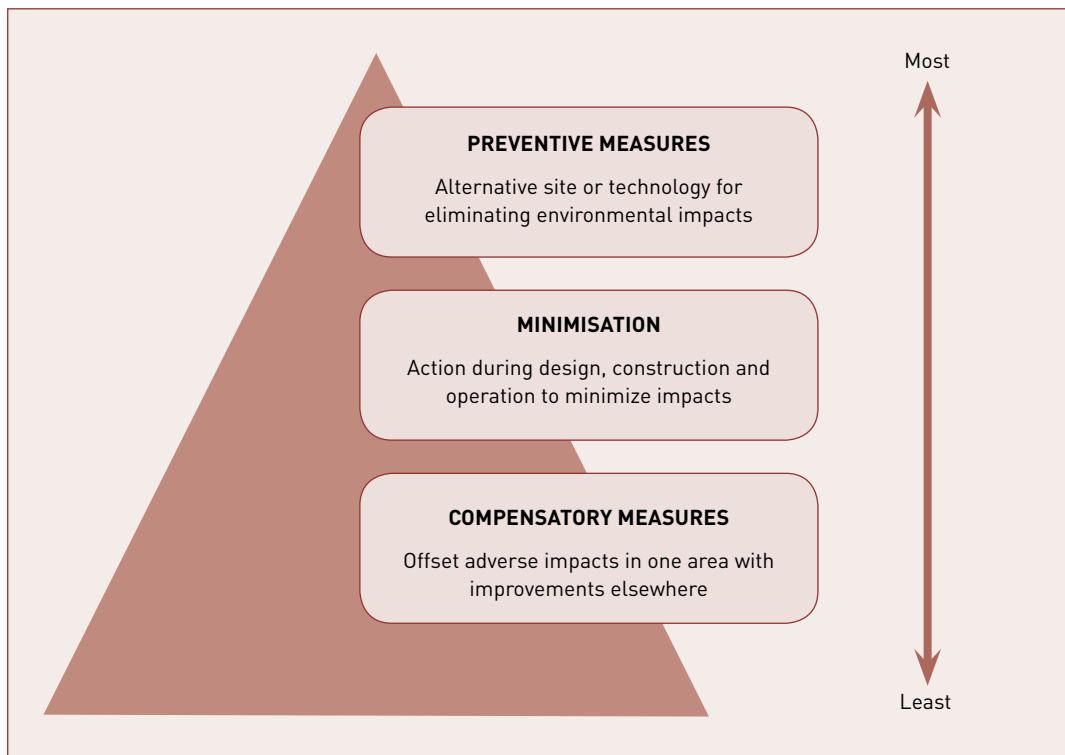 Most
PREVENTIVE MEASURES
Alternative site or technology for
eliminating environmental impacts
MINIMISATION
Action during design, construction and
operation to minimize impacts
COMPENSATORY MEASURES
Offset adverse impacts in one area with
improvements elsewhere
Least